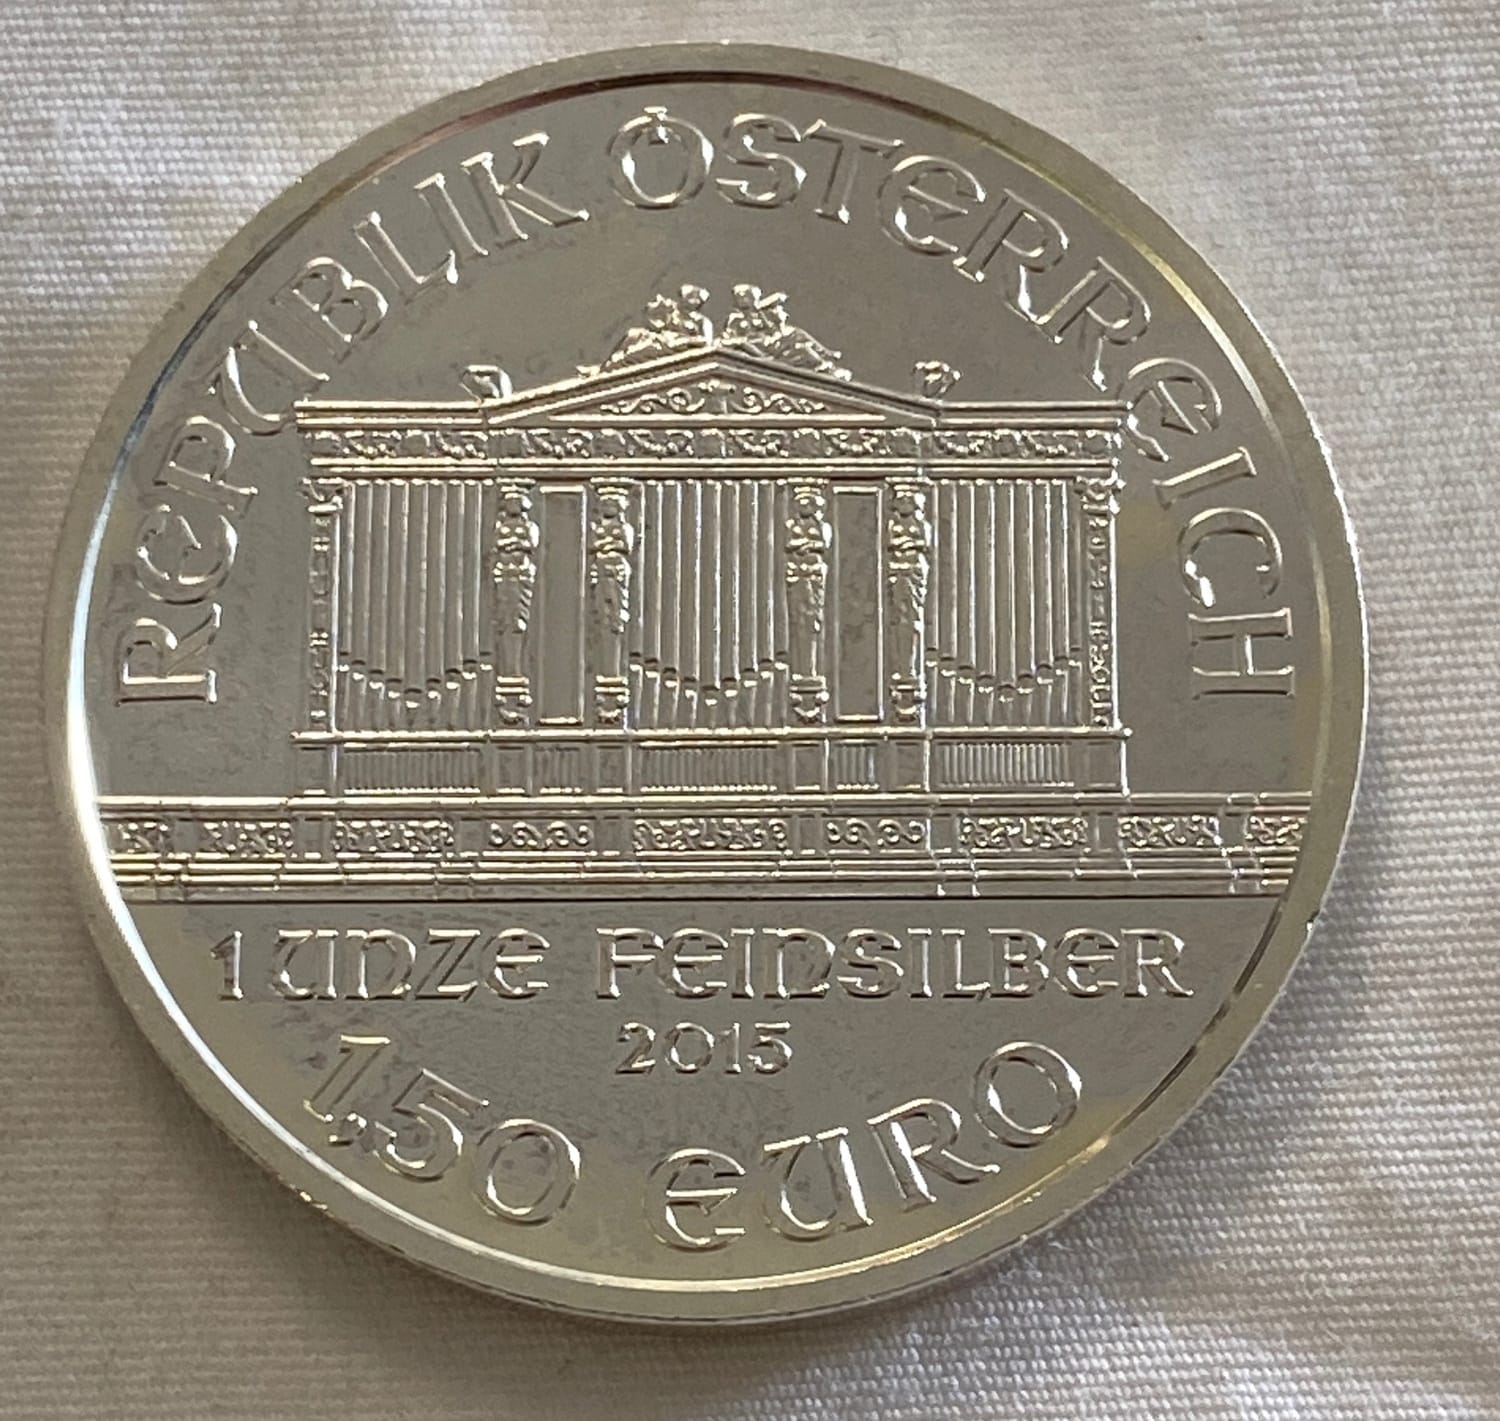 REPUBLIK ÖSTERREICH
1 UNZE FEINSILBER
2015
1,50 EURO